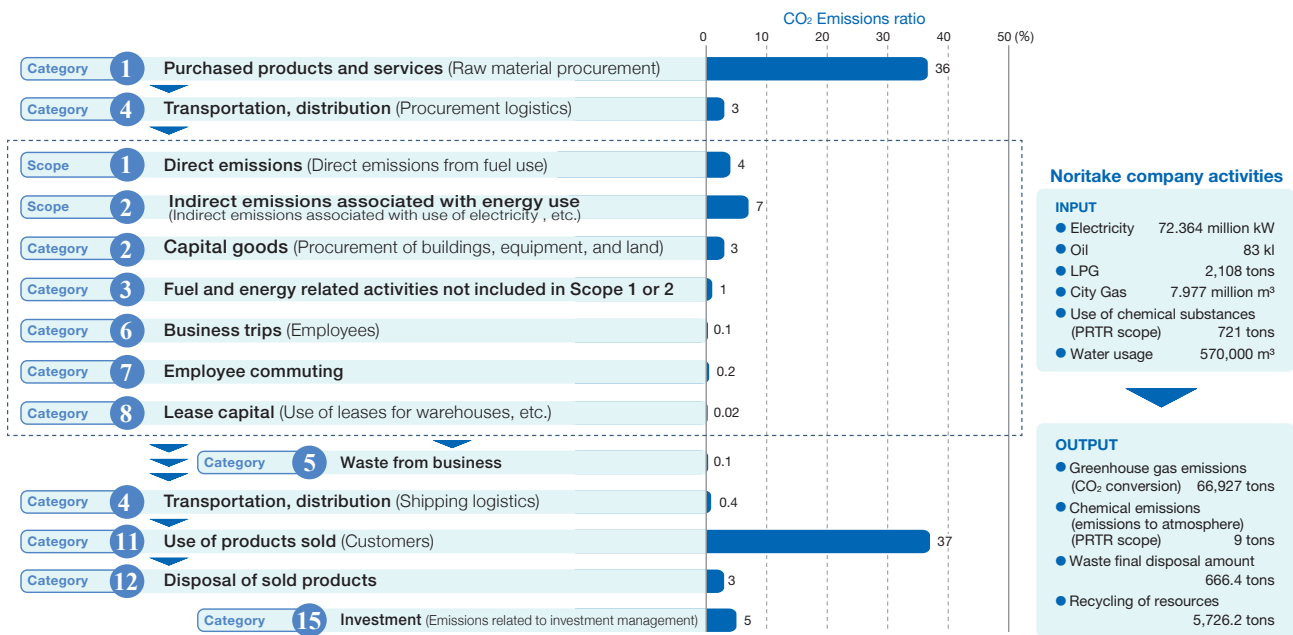 CO₂ Emissions ratio
0 10 20 30 40 50 (%)
Category 1 Purchased products and services (Raw material procurement) 36
Category 4 Transportation, distribution (Procurement logistics) 3
Scope 1 Direct emissions (Direct emissions from fuel use) 4
Scope 2 Indirect emissions associated with energy use 7
(Indirect emissions associated with use of electricity , etc.)
Category 2 Capital goods (Procurement of buildings, equipment, and land) 3
Category 3 Fuel and energy related activities not included in Scope 1 or 2 1
Category 6 Business trips (Employees) 0.1
Category 7 Employee commuting 0.2
Category 8 Lease capital (Use of leases for warehouses, etc.) 0.02
Category 5 Waste from business 0.1
Category 4 Transportation, distribution (Shipping logistics) 0.4
Category 11 Use of products sold (Customers) 37
Category 12 Disposal of sold products 3
Category 15 Investment (Emissions related to investment management) 5
Noritake company activities
INPUT
● Electricity 72.364 million kW
● Oil 83 kl
● LPG 2,108 tons
● City Gas 7.977 million m³
● Use of chemical substances
(PRTR scope) 721 tons
● Water usage 570,000 m³
OUTPUT
● Greenhouse gas emissions
(CO₂ conversion) 66,927 tons
● Chemical emissions
(emissions to atmosphere)
(PRTR scope) 9 tons
● Waste final disposal amount
666.4 tons
● Recycling of resources
5,726.2 tons